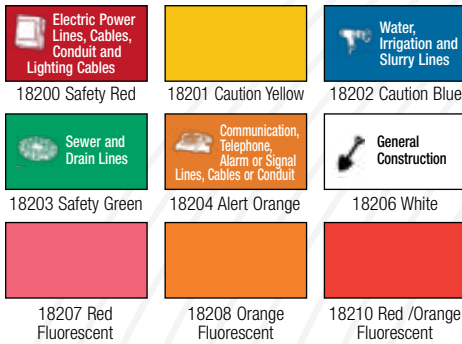 Electric Power
Lines, Cables,
Conduit and
Lighting Cables
18200 Safety Red
18201 Caution Yellow
Water,
Irrigation and
Slurry Lines
18202 Caution Blue
Sewer and
Drain Lines
18203 Safety Green
Communication,
Telephone,
Alarm or Signal
Lines, Cables or Conduit
18204 Alert Orange
General
Construction
18206 White
18207 Red
Fluorescent
18208 Orange
Fluorescent
18210 Red /Orange
Fluorescent